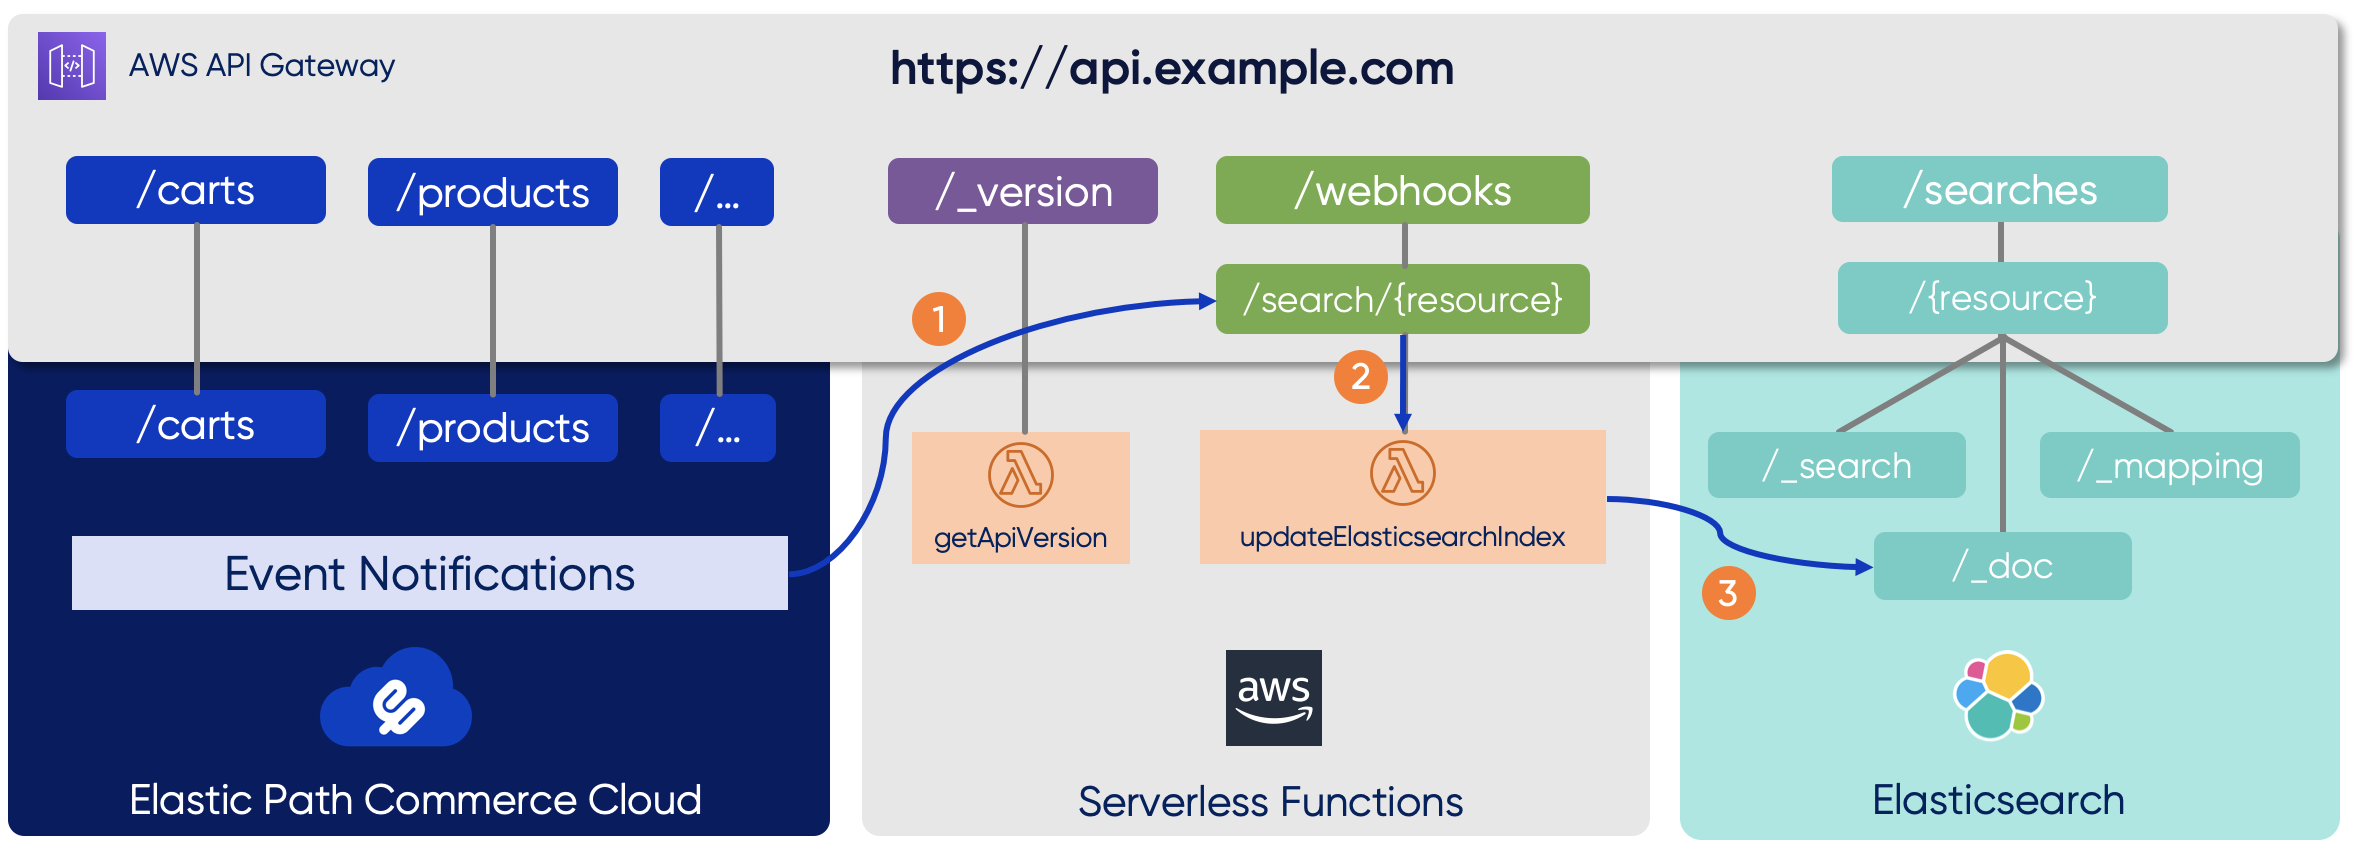 AWS API Gateway
https://api.example.com
/carts
/products
/...
/_version
/webhooks
/searches
/search/{resource}
/{resource}
1
2
/carts
/products
/...
getApiVersion
updateElasticsearchIndex
/_search
/_mapping
/_doc
3
Event Notifications
aws
Elastic Path Commerce Cloud
Serverless Functions
Elasticsearch